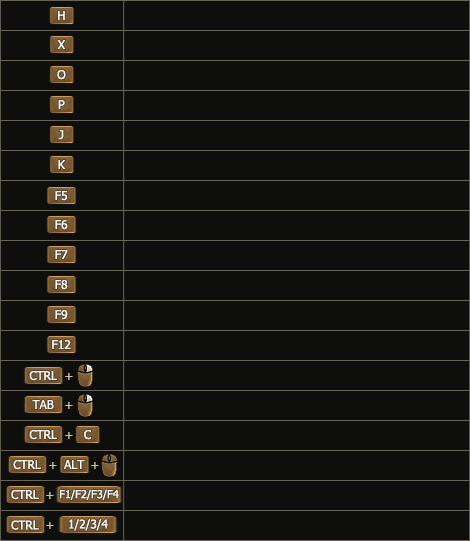 H
X
O
P
J
K
F5
F6
F7
F8
F9
F12
CTRL +
TAB +
CTRL + C
CTRL + ALT +
CTRL + F1/F2/F3/F4
CTRL + 1/2/3/4